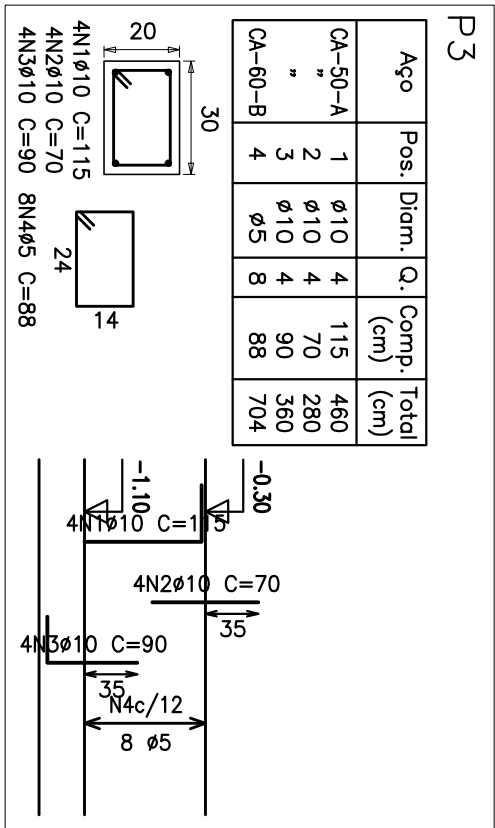 P3
Aço Pos. Diam. Q. Comp. (cm) Total (cm)
CA-50-A 1 ø10 4 115 460
" 2 ø10 4 70 280
" 3 ø10 4 90 360
CA-60-B 4 ø5 8 88 704
30
20
24
14
4N1ø10 C=115
4N2ø10 C=70
4N3ø10 C=90
8N4ø5 C=88
-0.30
-1.10
4N1ø10 C=115
4N2ø10 C=70
35
4N3ø10 C=90
35
N4c/12
8 ø5